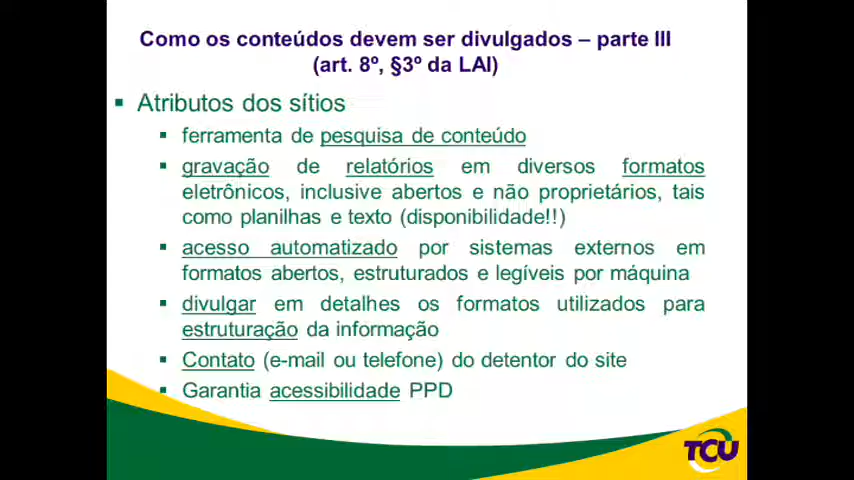 Como os conteúdos devem ser divulgados – parte III
(art. 8º, §3º da LAI)
Atributos dos sítios
ferramenta de pesquisa de conteúdo
gravação de relatórios em diversos formatos
eletrônicos, inclusive abertos e não proprietários, tais
como planilhas e texto (disponibilidade!!)
acesso automatizado por sistemas externos em
formatos abertos, estruturados e legíveis por máquina
divulgar em detalhes os formatos utilizados para
estruturação da informação
Contato (e-mail ou telefone) do detentor do site
Garantia acessibilidade PPD
TCU